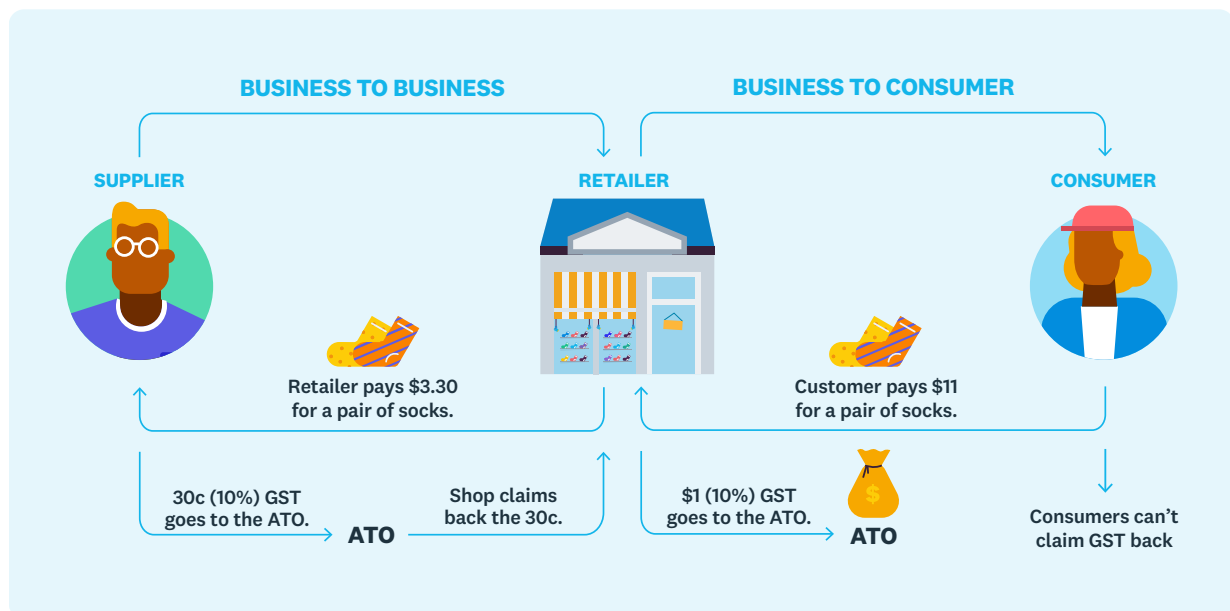 BUSINESS TO BUSINESS
BUSINESS TO CONSUMER
SUPPLIER
RETAILER
CONSUMER
Retailer pays $3.30
for a pair of socks.
Customer pays $11
for a pair of socks.
30c (10%) GST
goes to the ATO.
ATO
Shop claims
back the 30c.
$1 (10%) GST
goes to the ATO.
$
ATO
Consumers can’t
claim GST back